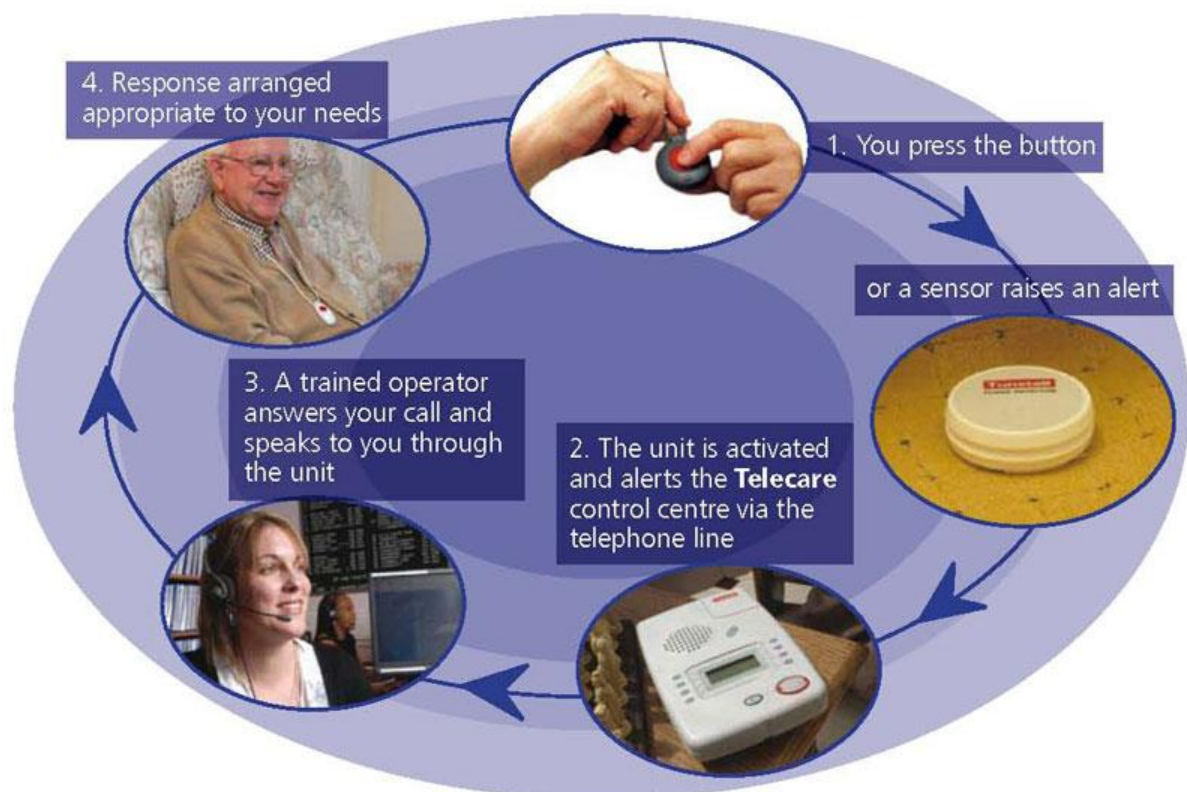 1. You press the button
or a sensor raises an alert
Tunstall
2. The unit is activated
and alerts the Telecare
control centre via the
telephone line
3. A trained operator
answers your call and
speaks to you through
the unit
4. Response arranged
appropriate to your needs